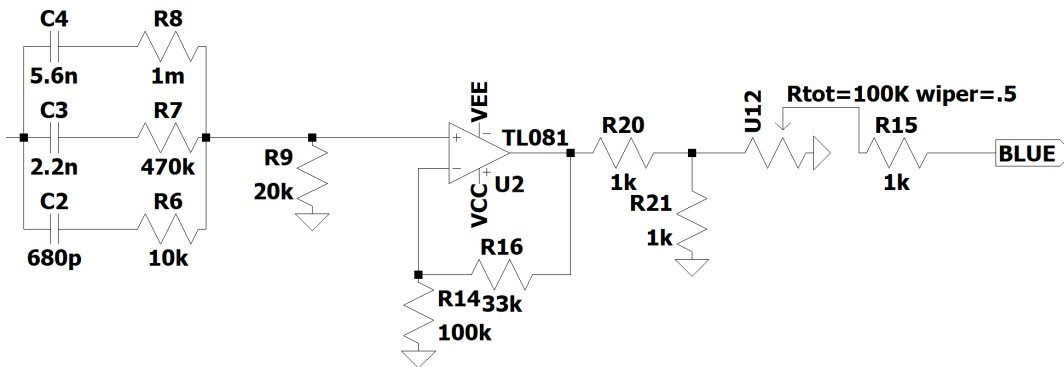 C4
R8
5.6n
1m
C3
R7
2.2n
470k
C2
R6
680p
10k
R9
20k
VEE
TL081
VCC
U2
R16
33k
R14
100k
R20
1k
R21
1k
U12
Rtot=100K wiper=.5
R15
1k
BLUE